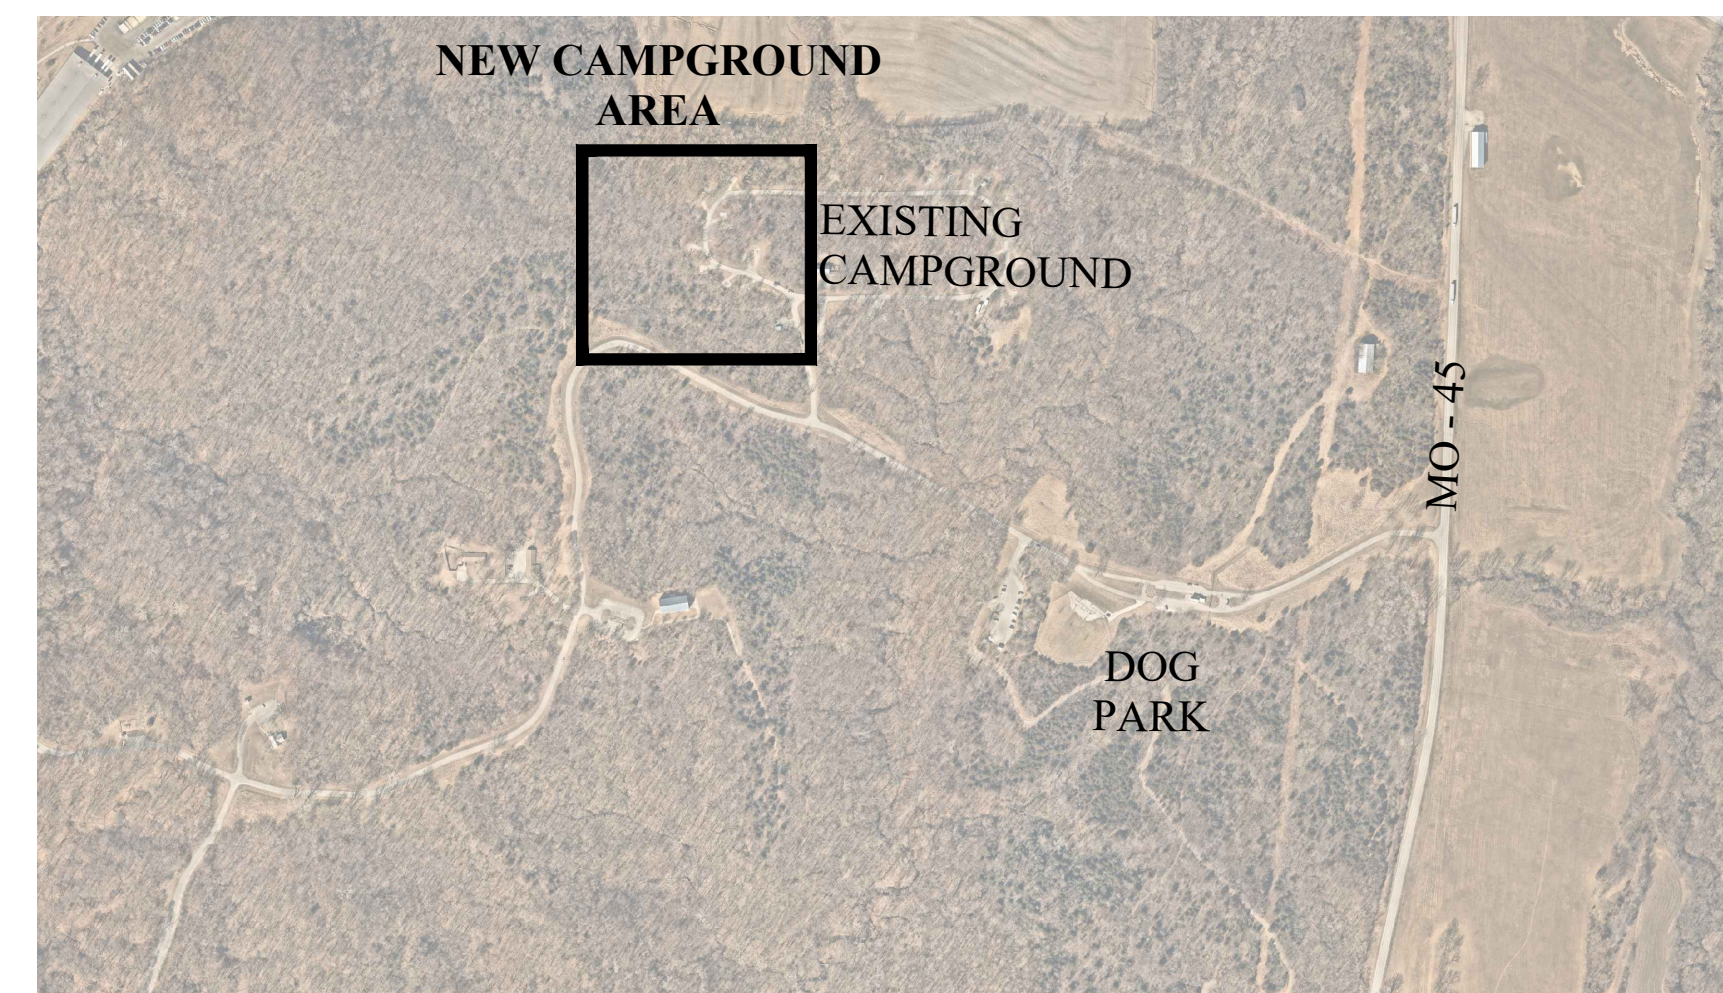 NEW CAMPGROUND
AREA
EXISTING
CAMPGROUND
MO - 45
DOG
PARK